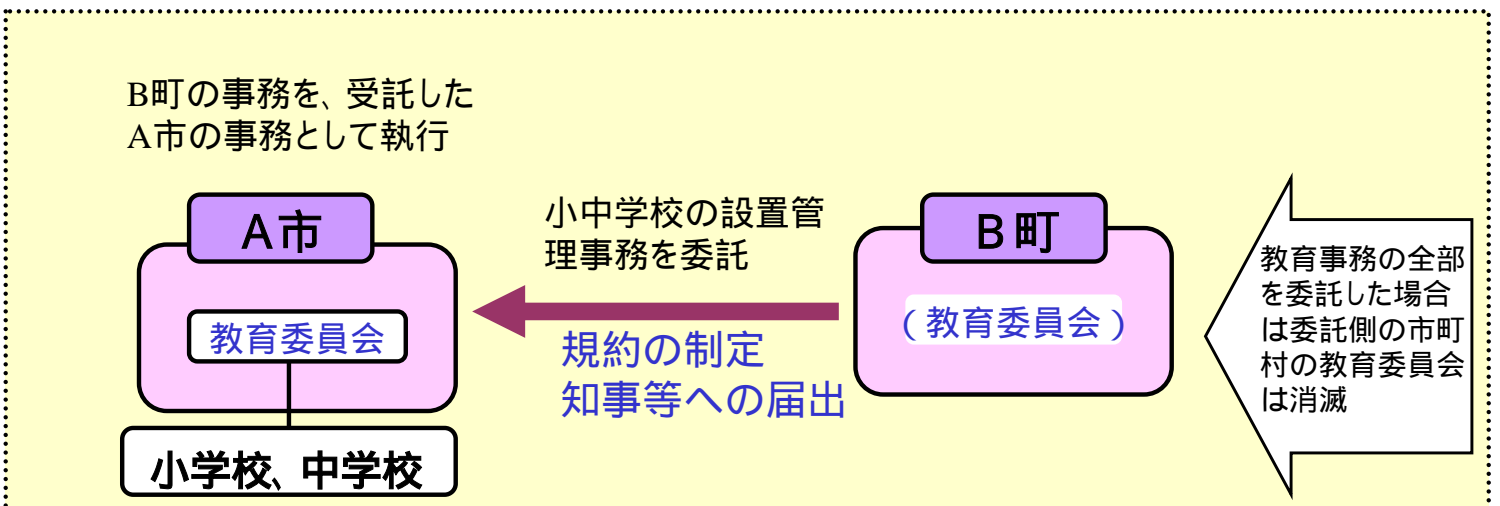 B町の事務を、受託した
A市の事務として執行
A市
教育委員会
小学校、中学校
小中学校の設置管
理事務を委託
規約の制定
知事等への届出
B町
（教育委員会）
教育事務の全部
を委託した場合
は委託側の市町
村の教育委員会
は消滅